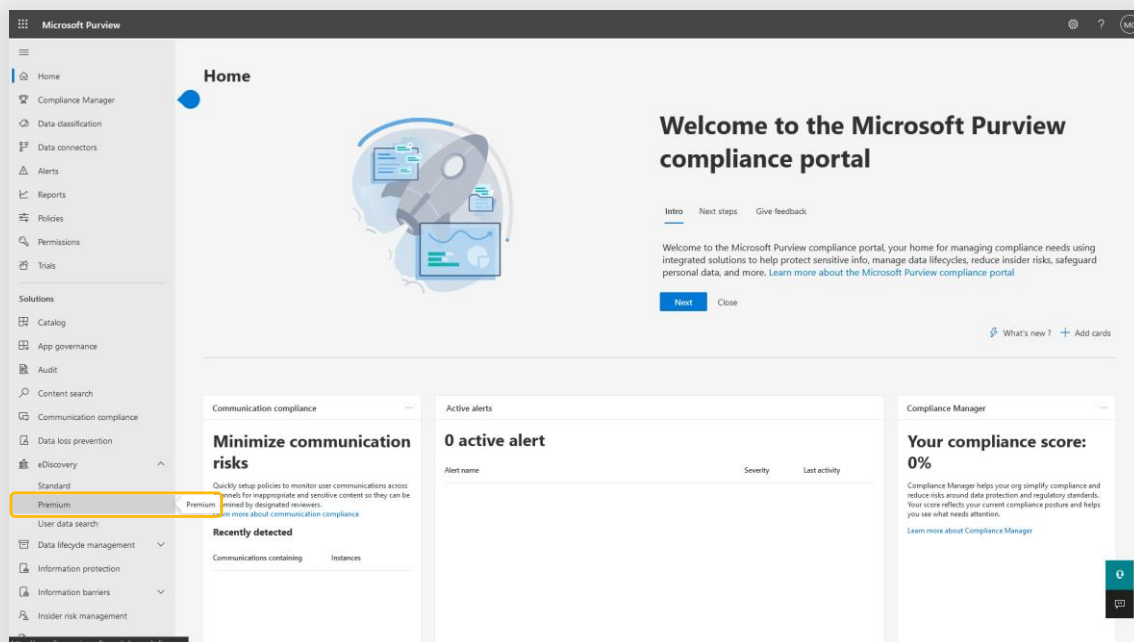 Microsoft Purview
?
Home
Compliance Manager
Data classification
Data connectors
Alerts
Reports
Policies
Permissions
Trials
Solutions
Catalog
App governance
Audit
Content search
Communication compliance
Data loss prevention
eDiscovery
Standard
Premium
User data search
Data lifecycle management
Information protection
Information barriers
Insider risk management
Premium
Home
Welcome to the Microsoft Purview
compliance portal
Intro Next steps Give feedback
Welcome to the Microsoft Purview compliance portal, your home for managing compliance needs using
integrated solutions to help protect sensitive info, manage data lifecycles, reduce insider risks, safeguard
personal data, and more. Learn more about the Microsoft Purview compliance portal
Next Close
What's new ? + Add cards
Communication compliance
Minimize communication
risks
Quickly setup policies to monitor user communications across
for inappropriate and sensitive content so they can be
by designated reviewers.
more about communication compliance
Recently detected
Communications containing Instances
Active alerts
0 active alert
Alert name Severity Last activity
Compliance Manager
Your compliance score:
0%
Compliance Manager helps your org simplify compliance and
reduce risks around data protection and regulatory standards.
Your score reflects your current compliance posture and helps
you see what needs attention.
Learn more about Compliance Manager